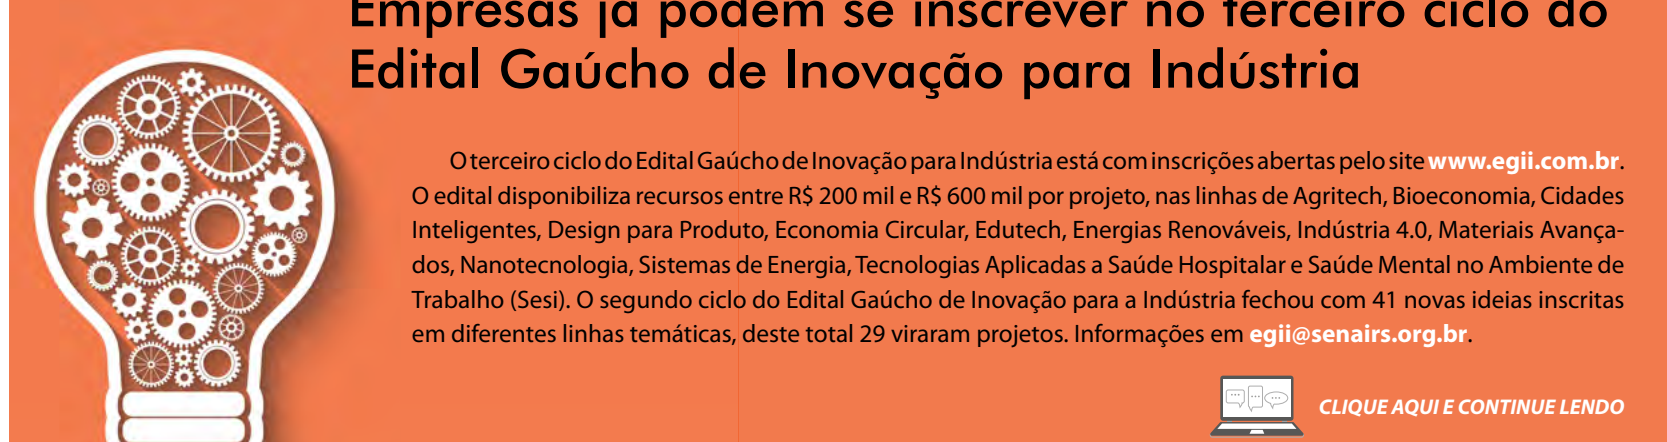 Empresas já podem se inscrever no terceiro ciclo do
Edital Gaúcho de Inovação para Indústria
O terceiro ciclo do Edital Gaúcho de Inovação para Indústria está com inscrições abertas pelo site www.egii.com.br.
O edital disponibiliza recursos entre R$ 200 mil e R$ 600 mil por projeto, nas linhas de Agritech, Bioeconomia, Cidades
Inteligentes, Design para Produto, Economia Circular, Edutech, Energias Renováveis, Indústria 4.0, Materiais Avança-
dos, Nanotecnologia, Sistemas de Energia, Tecnologias Aplicadas a Saúde Hospitalar e Saúde Mental no Ambiente de
Trabalho (Sesi). O segundo ciclo do Edital Gaúcho de Inovação para a Indústria fechou com 41 novas ideias inscritas
em diferentes linhas temáticas, deste total 29 viraram projetos. Informações em egii@senairs.org.br.
CLIQUE AQUI E CONTINUE LENDO